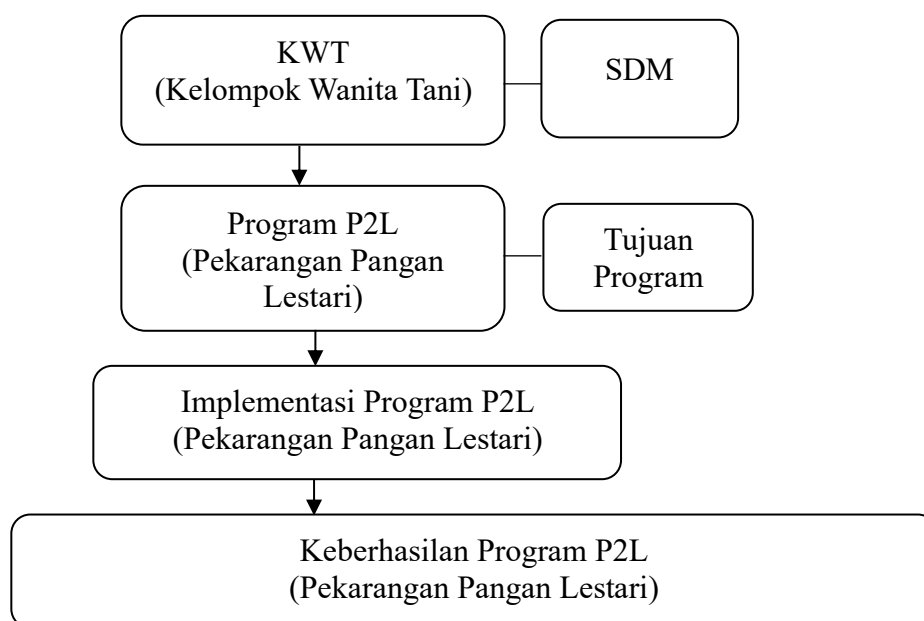 KWT
(Kelompok Wanita Tani)
SDM
Program P2L
(Pekarangan Pangan
Lestari)
Tujuan
Program
Implementasi Program P2L
(Pekarangan Pangan Lestari)
Keberhasilan Program P2L
(Pekarangan Pangan Lestari)